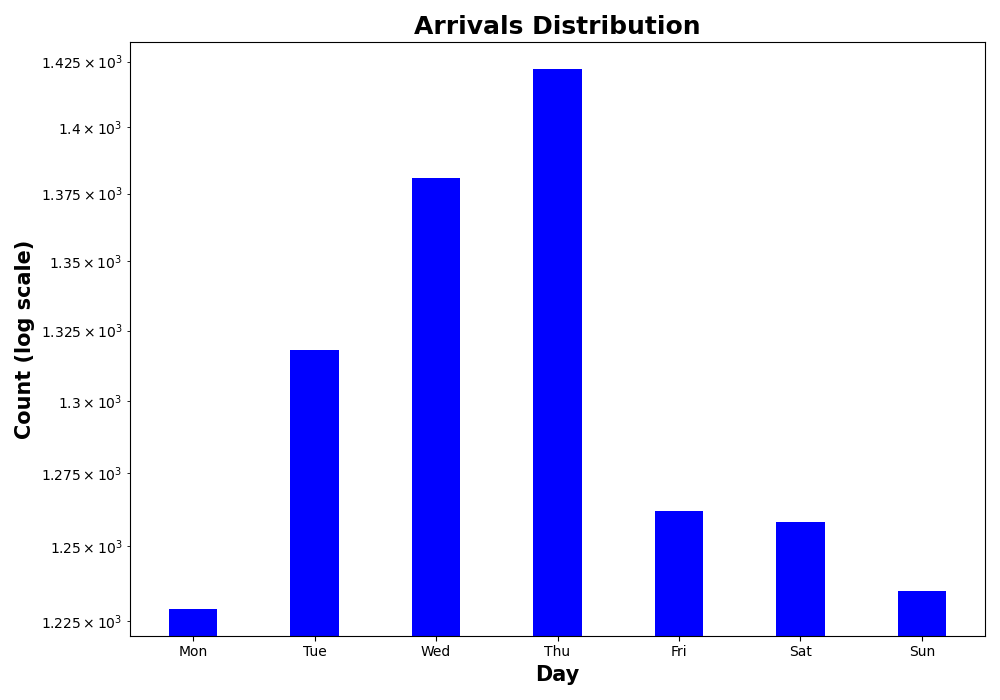 Arrivals Distribution
1.425 × 10³
1.4 × 10³
1.375 × 10³
1.35 × 10³
1.325 × 10³
1.3 × 10³
1.275 × 10³
1.25 × 10³
1.225 × 10³
Count (log scale)
Mon Tue Wed Thu Fri Sat Sun
Day